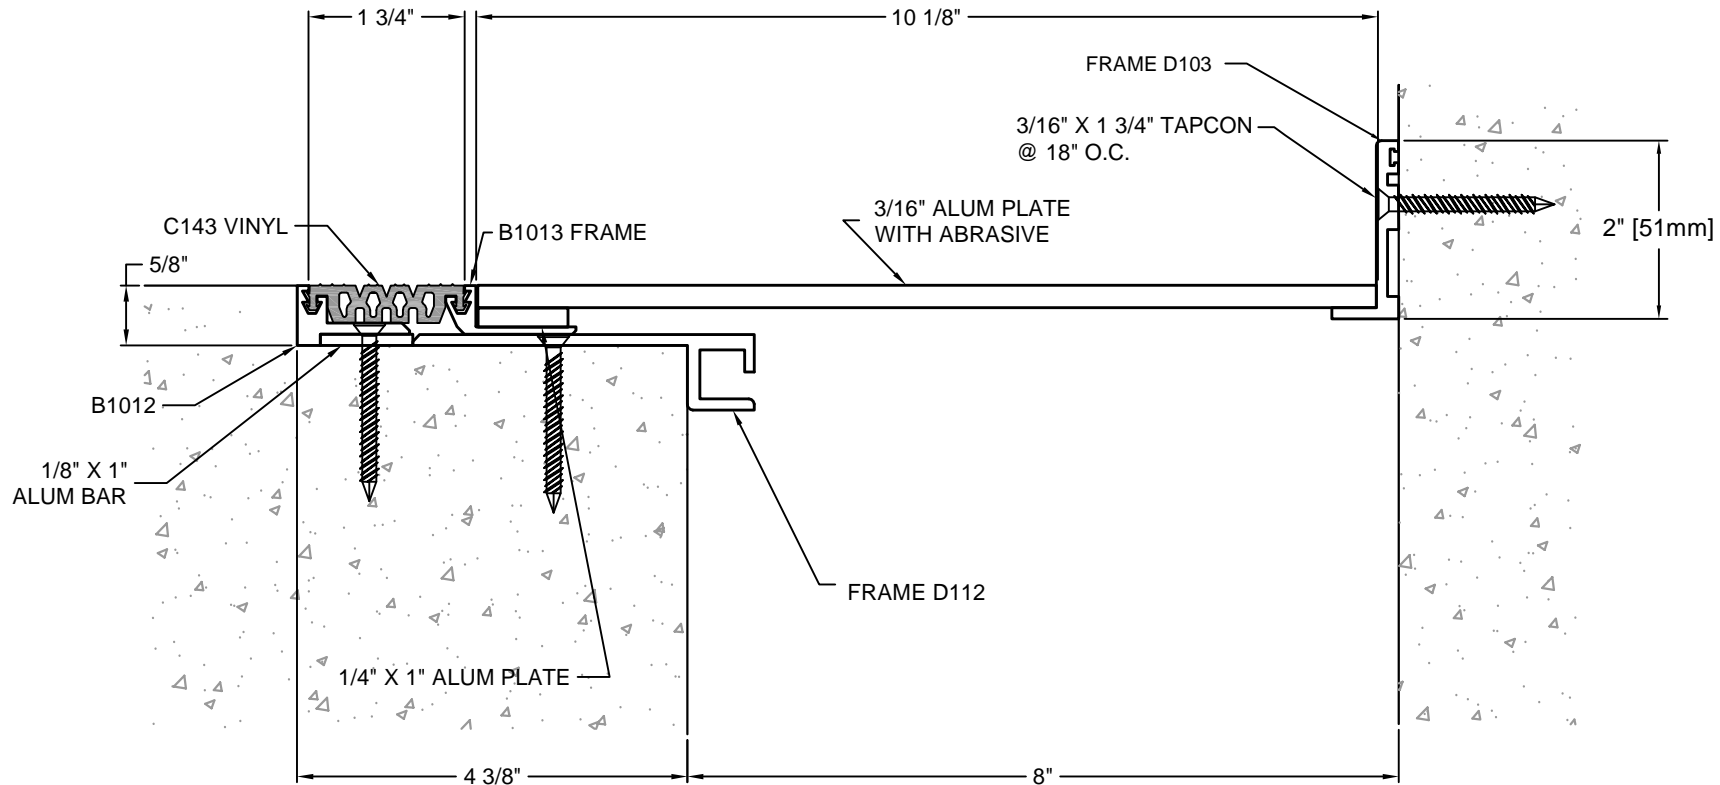 1 3/4"
10 1/8"
FRAME D103
3/16" X 1 3/4" TAPCON
@ 18" O.C.
3/16" ALUM PLATE
WITH ABRASIVE
C143 VINYL
B1013 FRAME
2" [51mm]
5/8"
B1012
1/8" X 1"
ALUM BAR
FRAME D112
1/4" X 1" ALUM PLATE
4 3/8"
8"